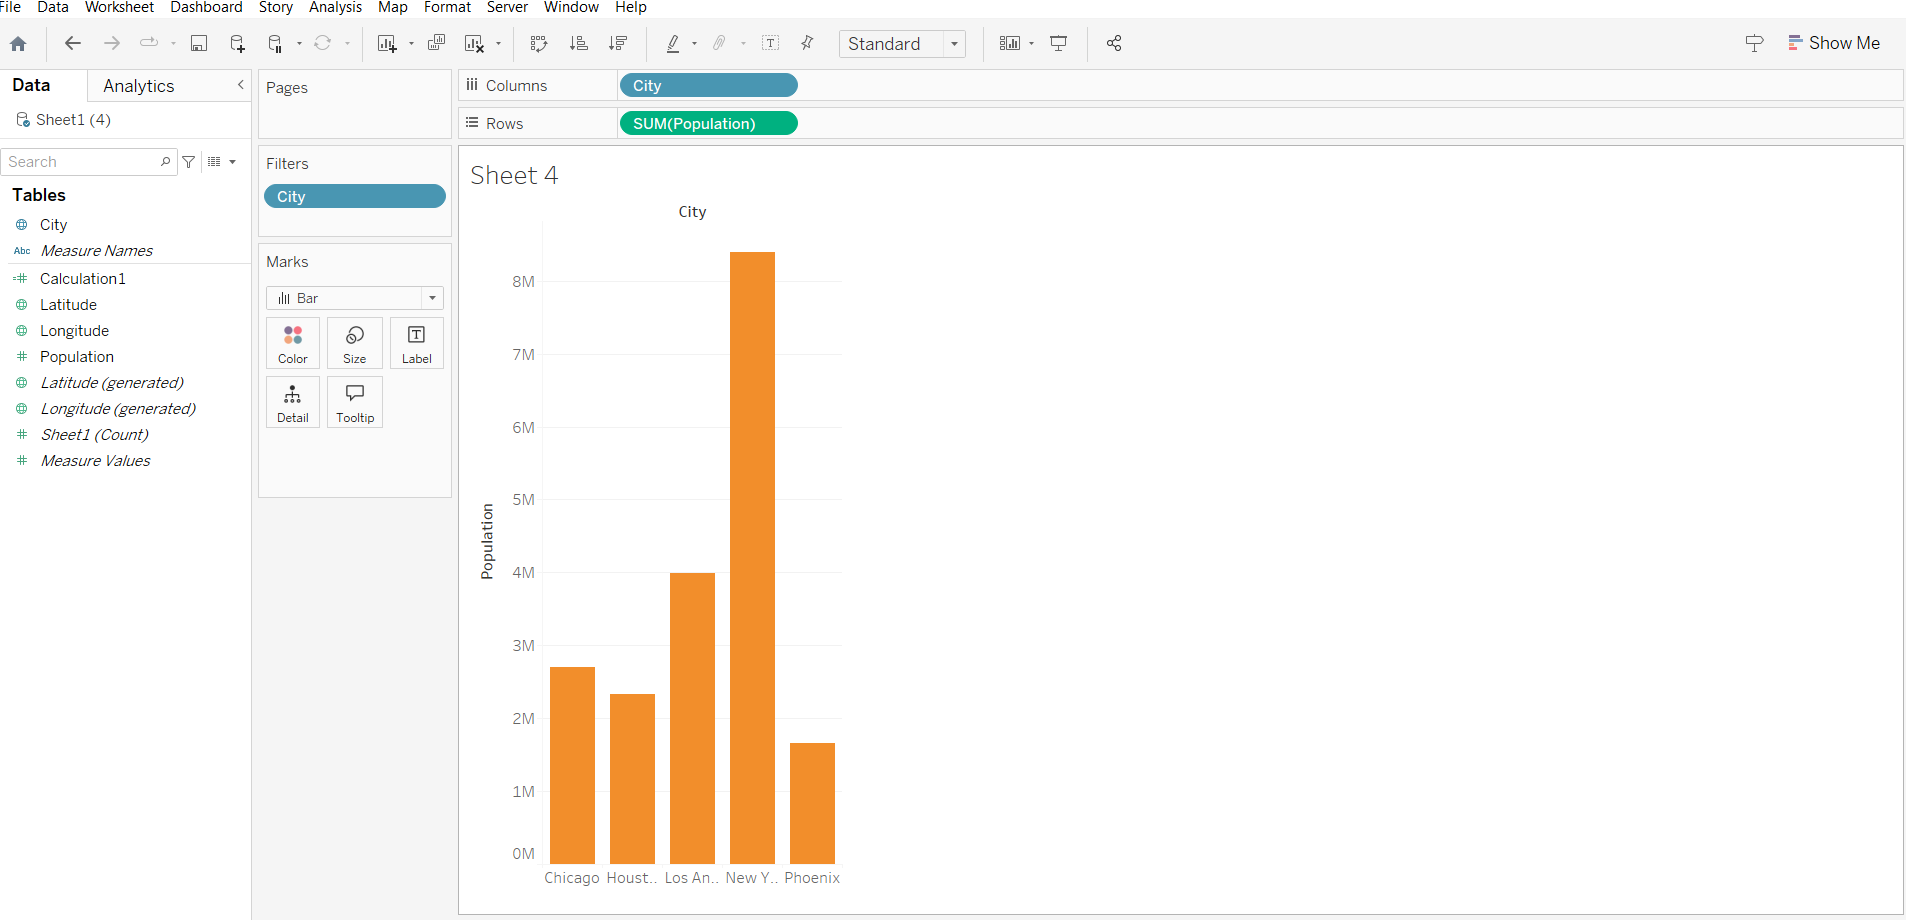 File Data Worksheet Dashboard Story Analysis Map Format Server Window Help
Standard
Show Me
Data Analytics
Sheet1 (4)
Search
Tables
City
Abc Measure Names
Calculation1
Latitude
Longitude
Population
Latitude (generated)
Longitude (generated)
Sheet1 (Count)
Measure Values
Pages
Filters
City
Marks
Bar
Color Size Label
Detail Tooltip
Columns City
Rows SUM(Population)
Sheet 4
City
8M
7M
6M
5M
4M
3M
2M
1M
0M
Population
Chicago Houst.. Los An.. New Y.. Phoenix